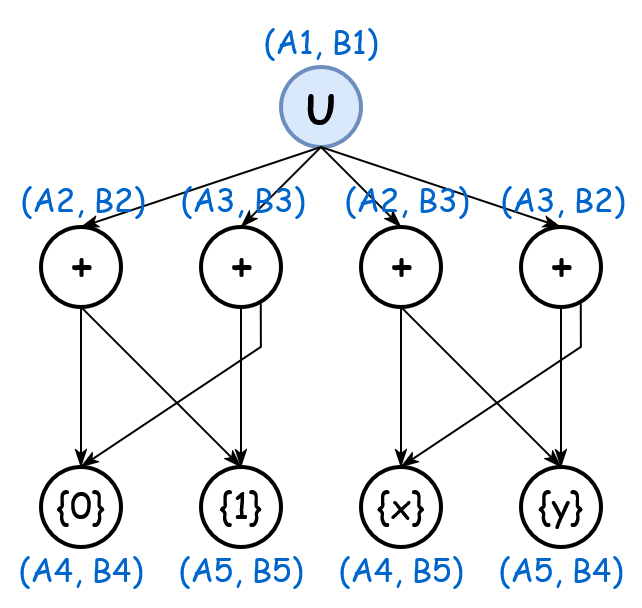 (A1, B1)
∪
(A2, B2) (A3, B3) (A2, B3) (A3, B2)
+ + + +
{0} {1} {x} {y}
(A4, B4) (A5, B5) (A4, B5) (A5, B4)